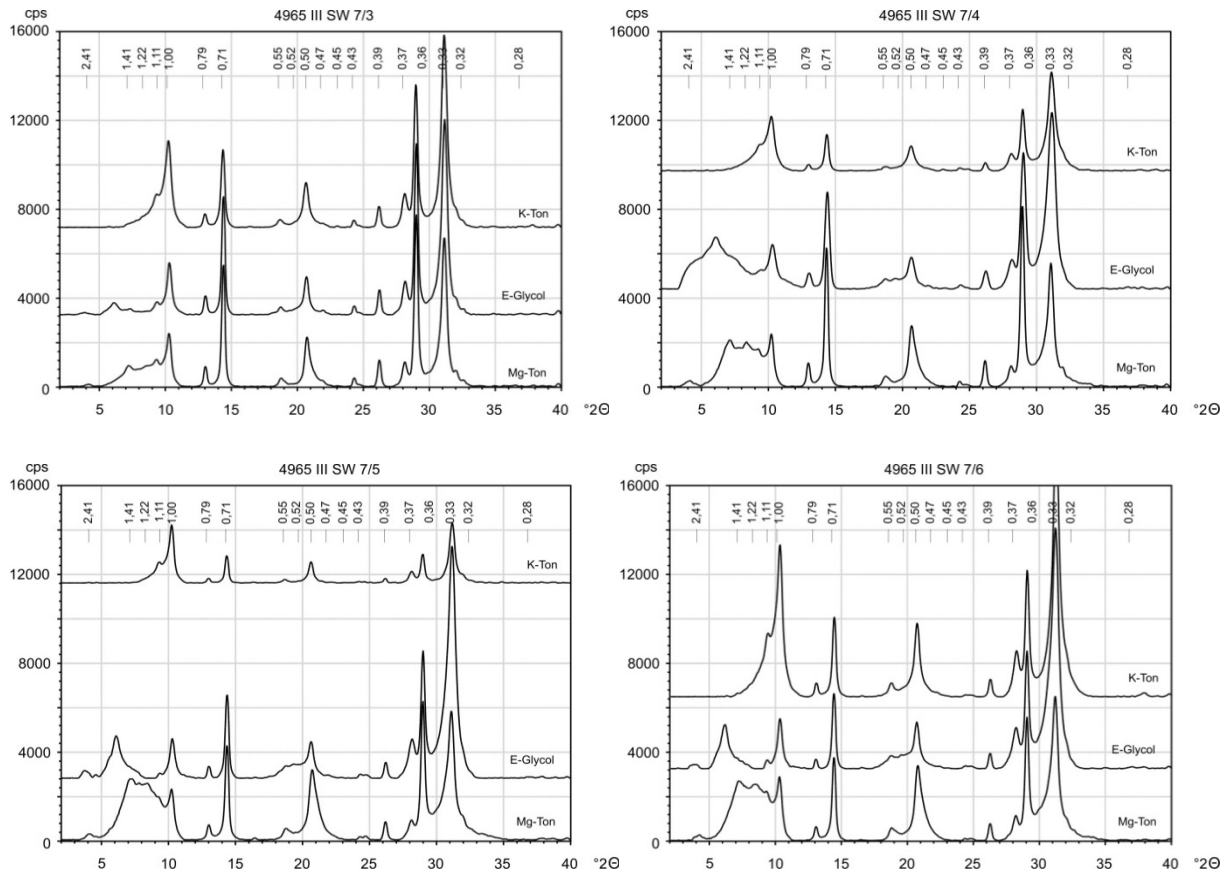 cps 4965 III SW 7/3
16000
2,41 1,41 1,22 1,11 1,00 0,79 0,71 0,55 0,52 0,50 0,47 0,45 0,43 0,39 0,37 0,36 0,33 0,32 0,28
12000
8000
K-Ton
4000
E-Glycol
Mg-Ton
0
5 10 15 20 25 30 35 40 °2Θ
cps 4965 III SW 7/4
16000
2,41 1,41 1,22 1,11 1,00 0,79 0,71 0,55 0,52 0,50 0,47 0,45 0,43 0,39 0,37 0,36 0,33 0,32 0,28
12000
K-Ton
8000
E-Glycol
4000
Mg-Ton
0
5 10 15 20 25 30 35 40 °2Θ
cps 4965 III SW 7/5
16000
2,41 1,41 1,22 1,11 1,00 0,79 0,71 0,55 0,52 0,50 0,47 0,45 0,43 0,39 0,37 0,36 0,33 0,32 0,28
12000
K-Ton
8000
4000
E-Glycol
Mg-Ton
0
5 10 15 20 25 30 35 40 °2Θ
cps 4965 III SW 7/6
16000
2,41 1,41 1,22 1,11 1,00 0,79 0,71 0,55 0,52 0,50 0,47 0,45 0,43 0,39 0,37 0,36 0,33 0,32 0,28
12000
8000
K-Ton
4000
E-Glycol
Mg-Ton
0
5 10 15 20 25 30 35 40 °2Θ